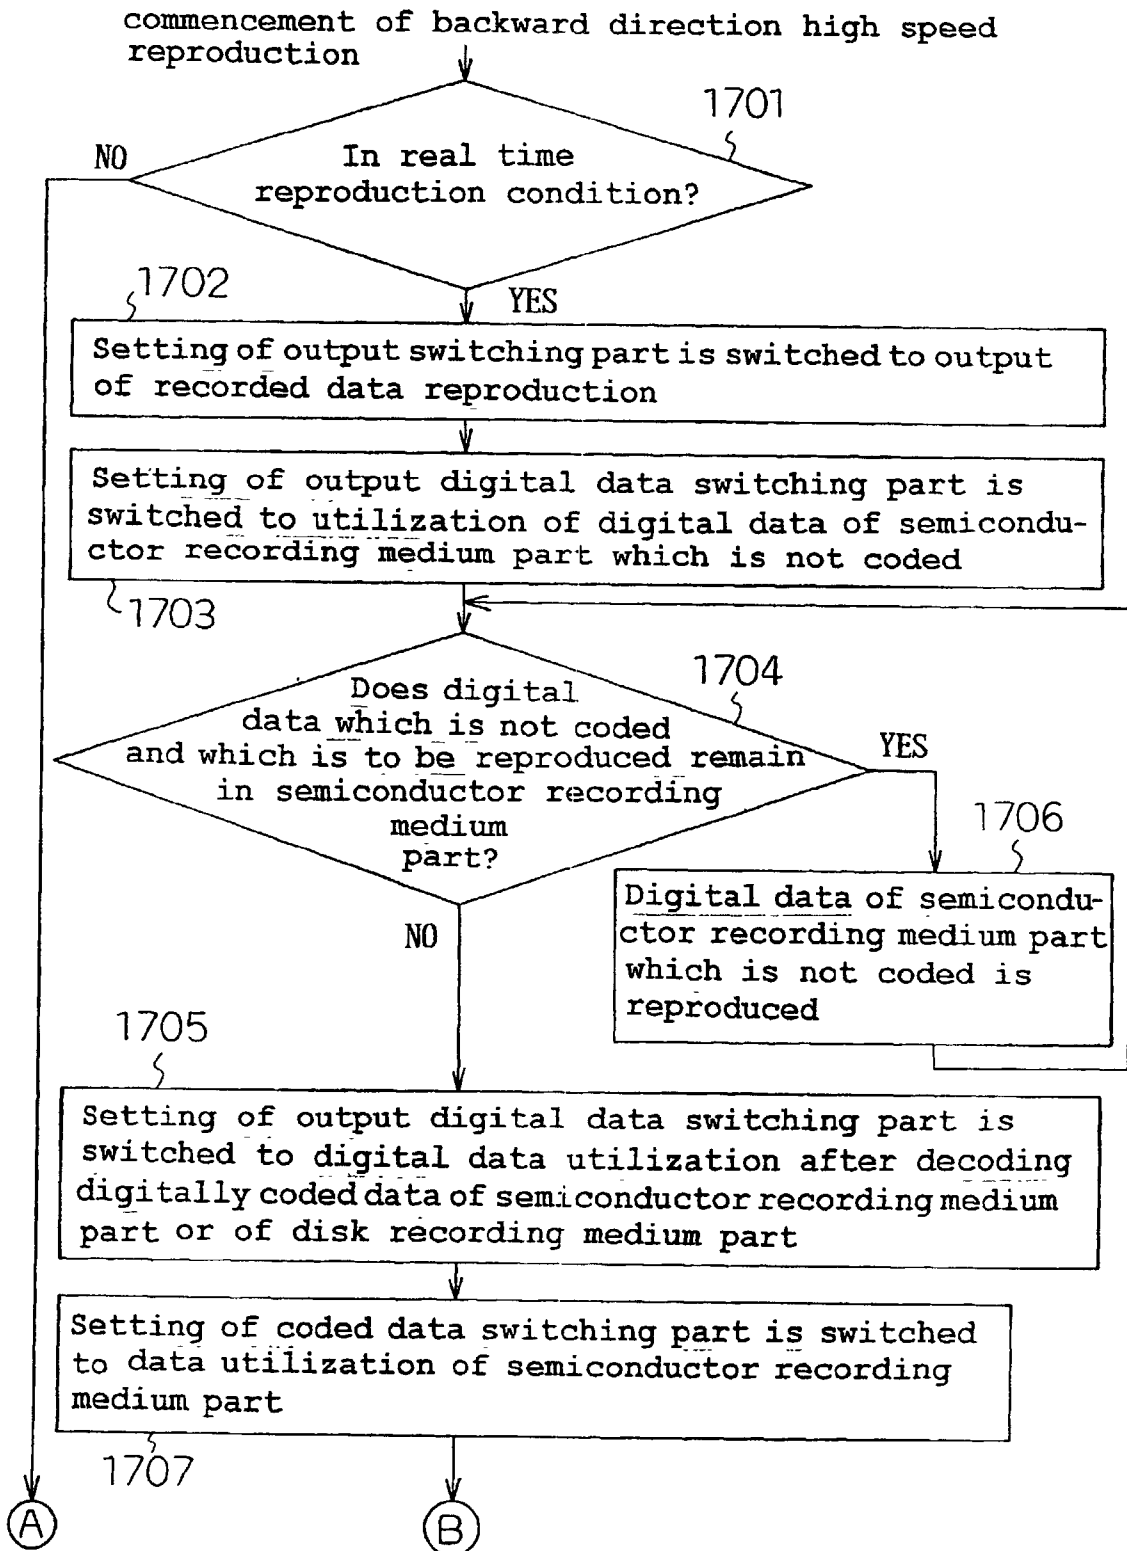 commencement of backward direction high speed
reproduction
1701
NO
In real time
reproduction condition?
1702
YES
Setting of output switching part is switched to output
of recorded data reproduction
Setting of output digital data switching part is
switched to utilization of digital data of semicondu-
ctor recording medium part which is not coded
1703
1704
Does digital
data which is not coded
and which is to be reproduced remain
in semiconductor recording
medium
part?
YES
1706
Digital data of semicondu-
ctor recording medium part
which is not coded is
reproduced
NO
1705
Setting of output digital data switching part is
switched to digital data utilization after decoding
digitally coded data of semiconductor recording medium
part or of disk recording medium part
Setting of coded data switching part is switched
to data utilization of semiconductor recording
medium part
1707
A
B